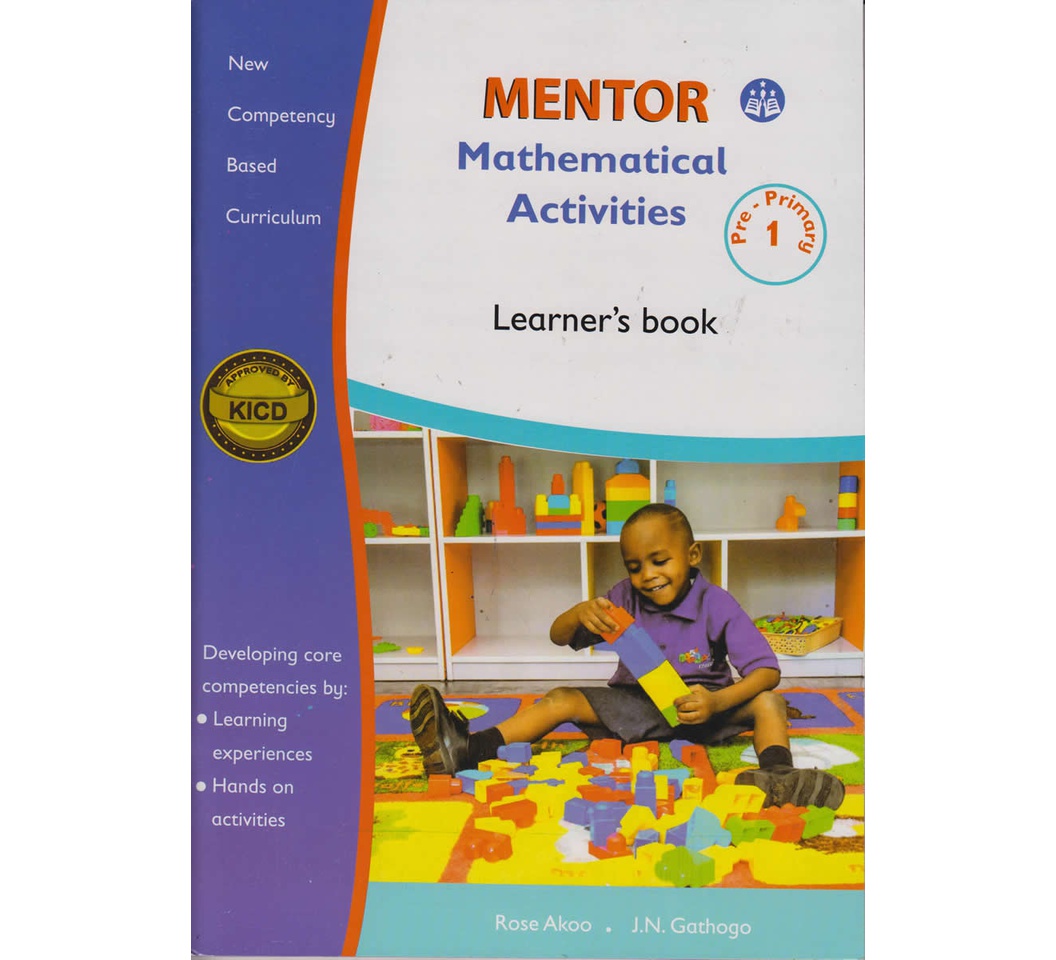 New
Competency
Based
Curriculum
MENTOR
Mathematical
Activities
Pre - Primary
1
Learner's book
APPROVED BY
KICD
Developing core
competencies by:
• Learning
experiences
• Hands on
activities
Rose Akoo . J.N. Gathogo